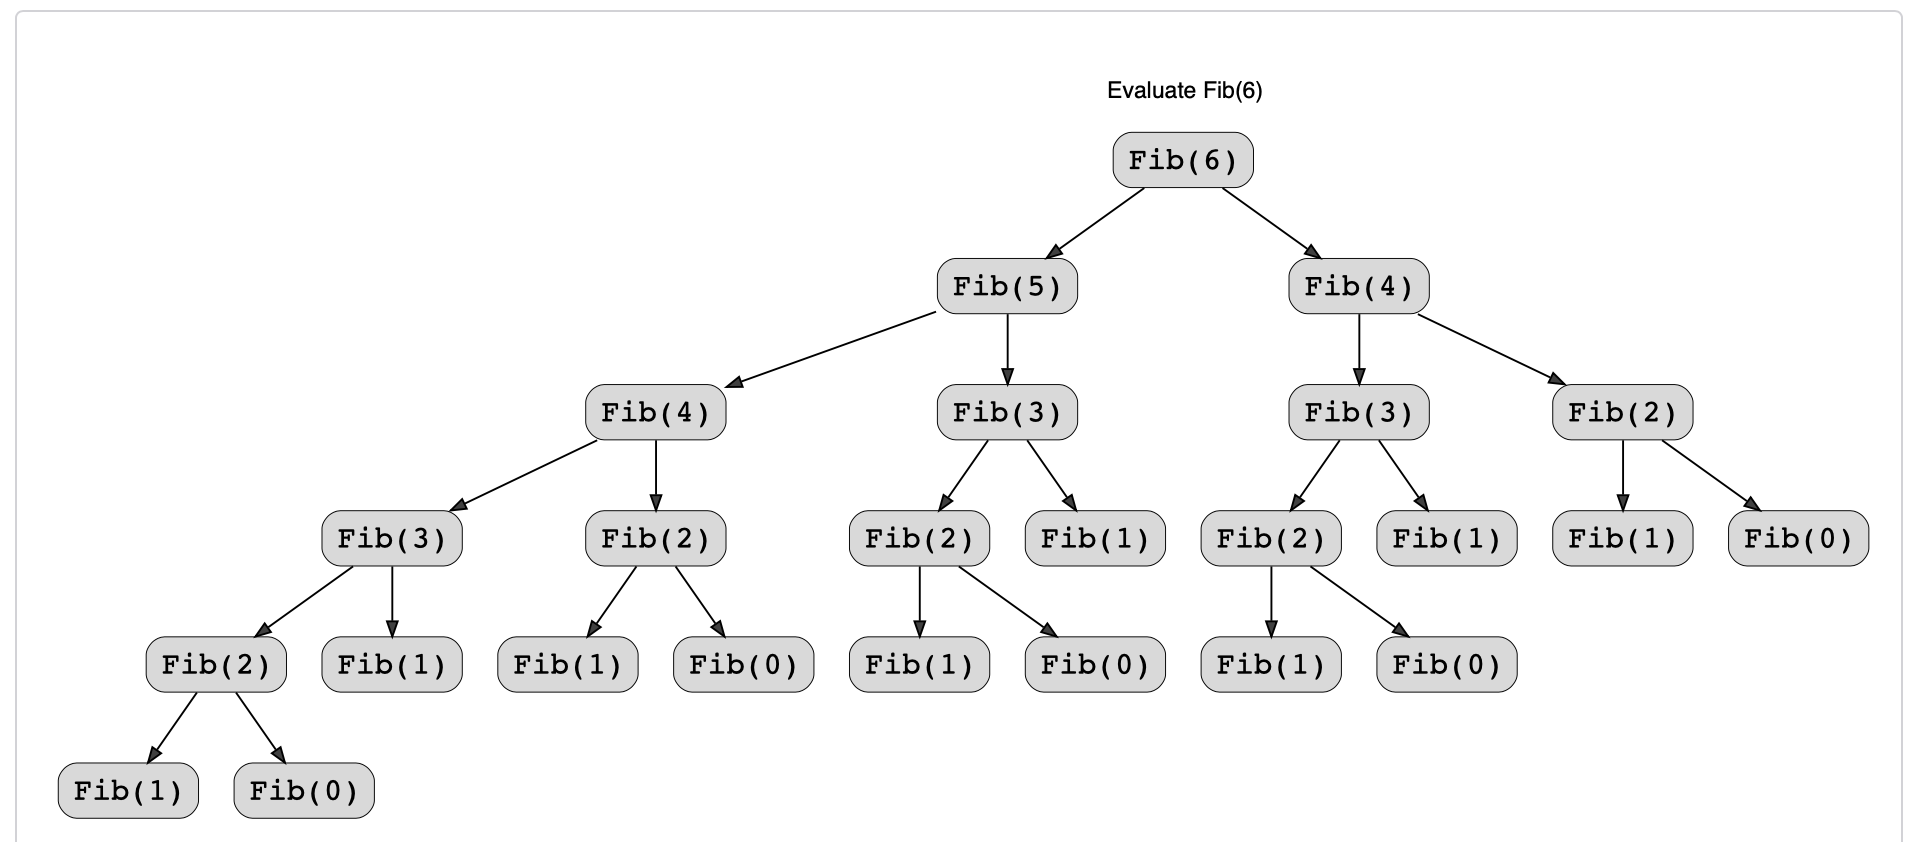 Evaluate Fib(6)
Fib(6)
Fib(5) Fib(4)
Fib(4) Fib(3) Fib(3) Fib(2)
Fib(3) Fib(2) Fib(2) Fib(1) Fib(2) Fib(1) Fib(1) Fib(0)
Fib(2) Fib(1) Fib(1) Fib(0) Fib(1) Fib(0) Fib(1) Fib(0)
Fib(1) Fib(0)